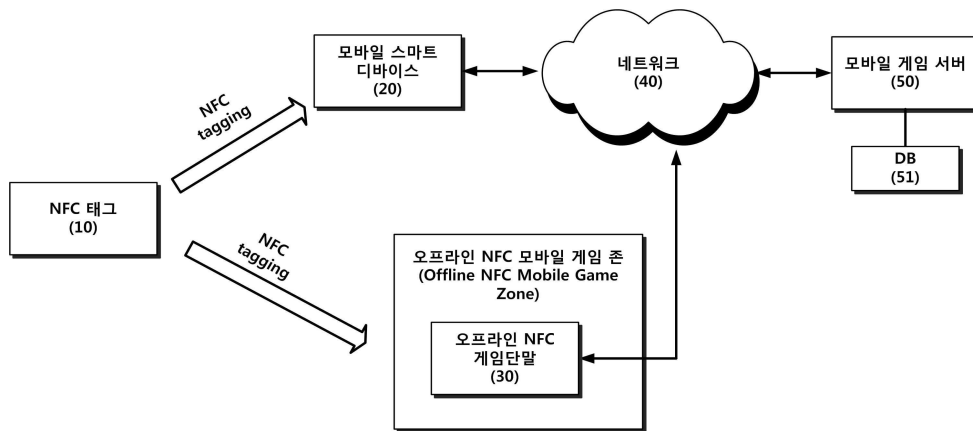 모바일 스마트
디바이스
(20)
네트워크
(40)
모바일 게임 서버
(50)
DB
(51)
NFC
tagging
NFC 태그
(10)
NFC
tagging
오프라인 NFC 모바일 게임 존
(Offline NFC Mobile Game
Zone)
오프라인 NFC
게임단말
(30)